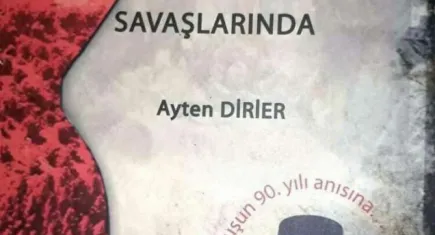 SAVAŞLARINDA
Ayten DİRİER
90. yılı anısına